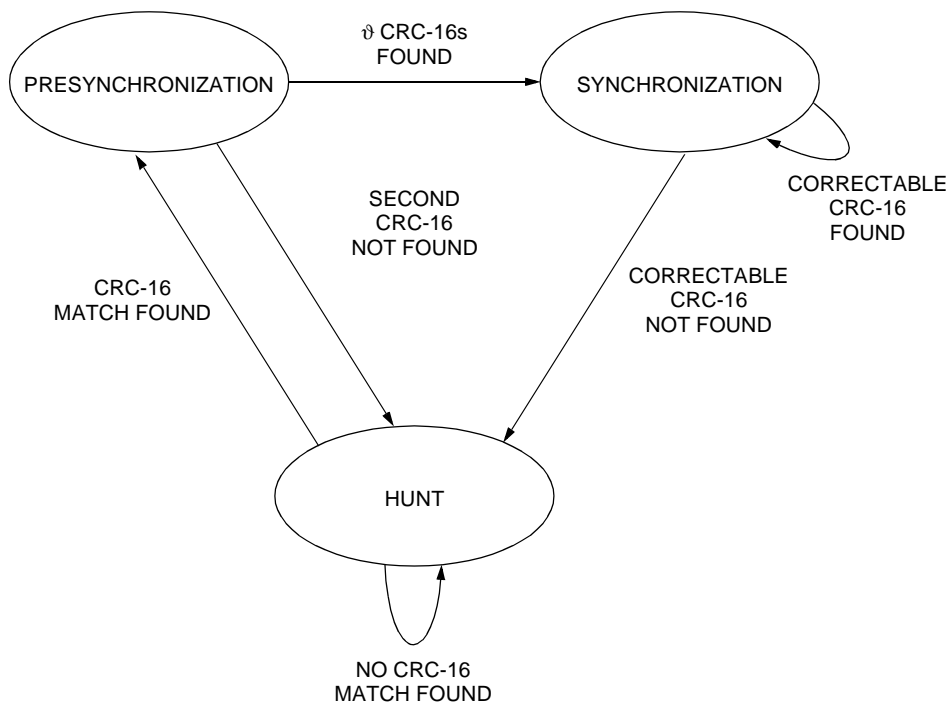 ϑ CRC-16s
FOUND
PRESYNCHRONIZATION
SYNCHRONIZATION
CORRECTABLE
CRC-16
FOUND
SECOND
CRC-16
NOT FOUND
CRC-16
MATCH FOUND
CORRECTABLE
CRC-16
NOT FOUND
HUNT
NO CRC-16
MATCH FOUND